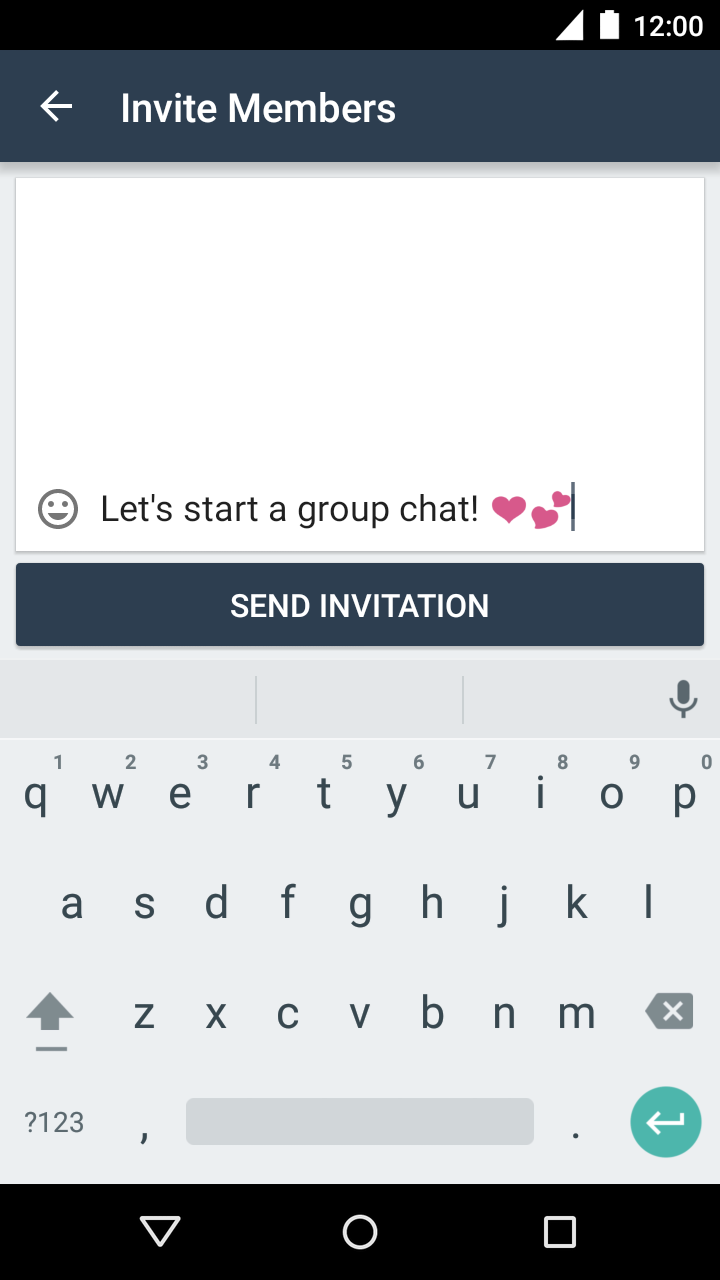 12:00
Invite Members
Let's start a group chat! ❤💕
SEND INVITATION
1 2 3 4 5 6 7 8 9 0
q w e r t y u i o p
a s d f g h j k l
z x c v b n m
?123 , .